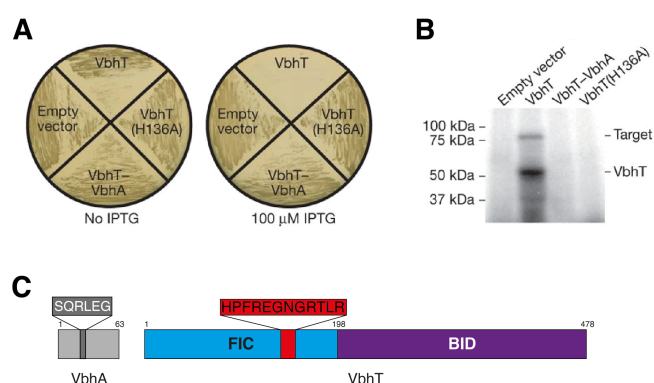 A
VbhT
Empty
vector
VbhT
(H136A)
VbhT–
VbhA
No IPTG
VbhT
Empty
vector
VbhT
(H136A)
VbhT–
VbhA
100 μM IPTG
B
Empty vector
VbhT
VbhT–VbhA
VbhT(H136A)
100 kDa
75 kDa
50 kDa
37 kDa
Target
VbhT
C
SQRLEG
HPFREGNGRTLR
1
63
1
198
478
FIC
BID
VbhA
VbhT